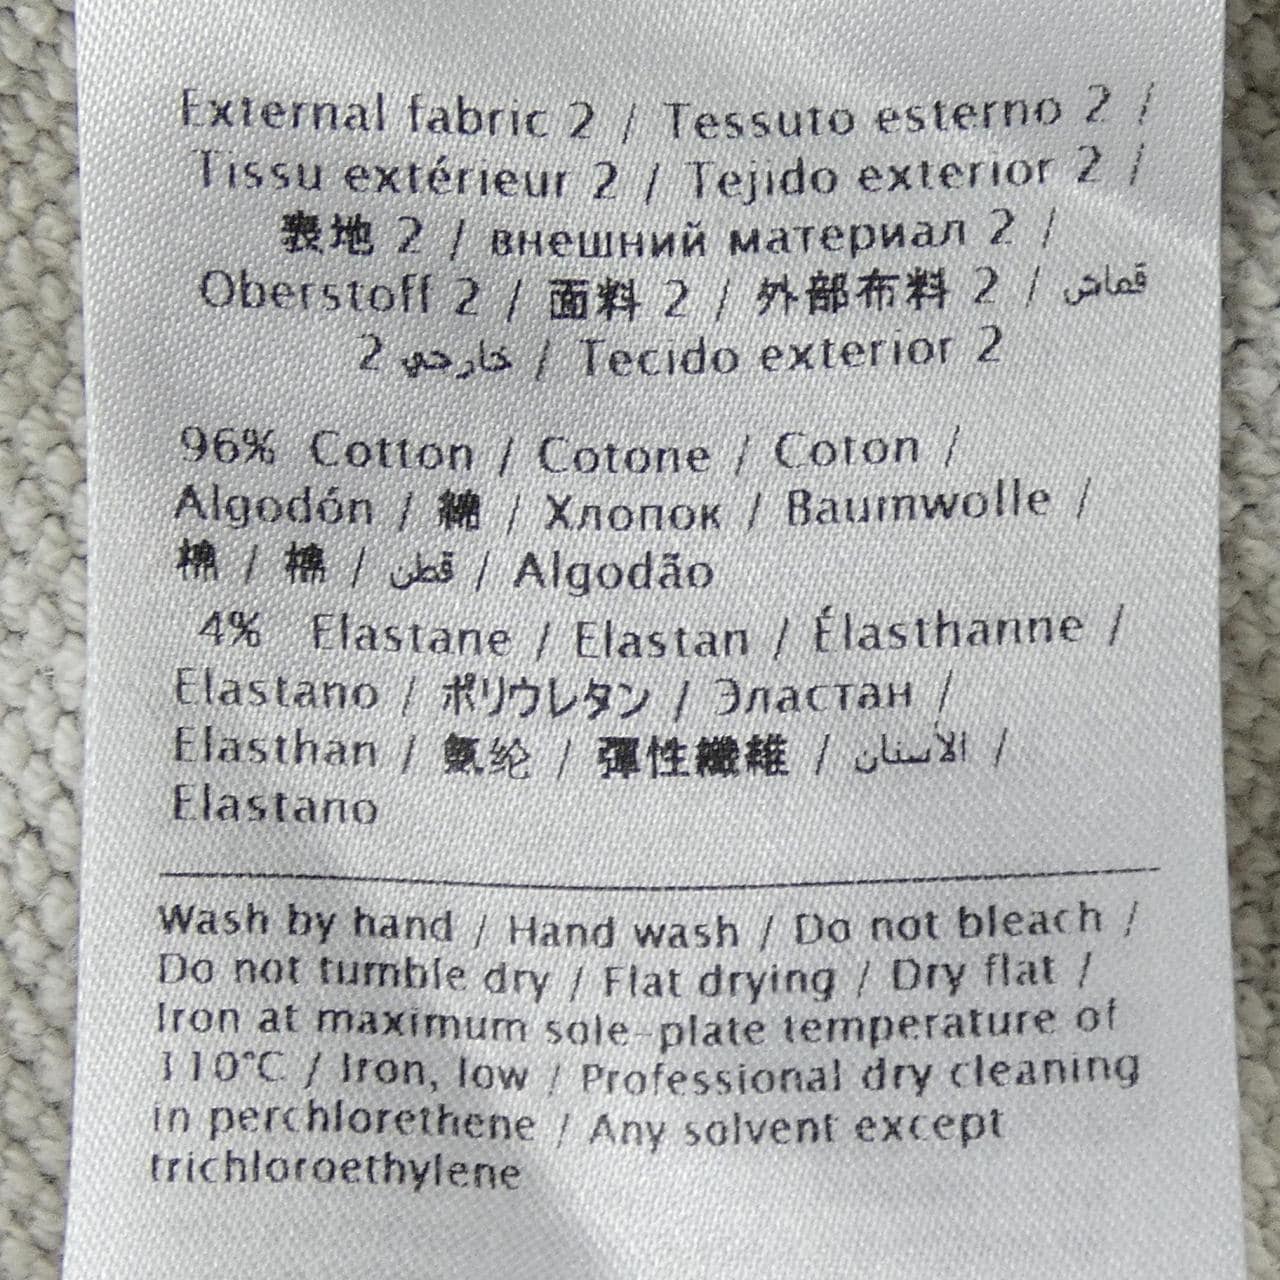 External fabric 2 / Tessuto esterno 2 /
Tissu extérieur 2 / Tejido exterior 2 /
表地 2 / внешний материал 2 /
Oberstoff 2 / 面料 2 / 外部布料 2 / قماش
خارجي 2 / Tecido exterior 2
96% Cotton / Cotone / Coton /
Algodón / 綿 / Хлопок / Baumwolle /
棉 / 棉 / قطن / Algodão
4% Elastane / Elastan / Élasthanne /
Elastano / ポリウレタン / Эластан /
Elasthan / 氨纶 / 彈性纖維 / الاستان /
Elastano
Wash by hand / Hand wash / Do not bleach /
Do not tumble dry / Flat drying / Dry flat /
Iron at maximum sole-plate temperature of
110°C / Iron, low / Professional dry cleaning
in perchlorethene / Any solvent except
trichloroethylene